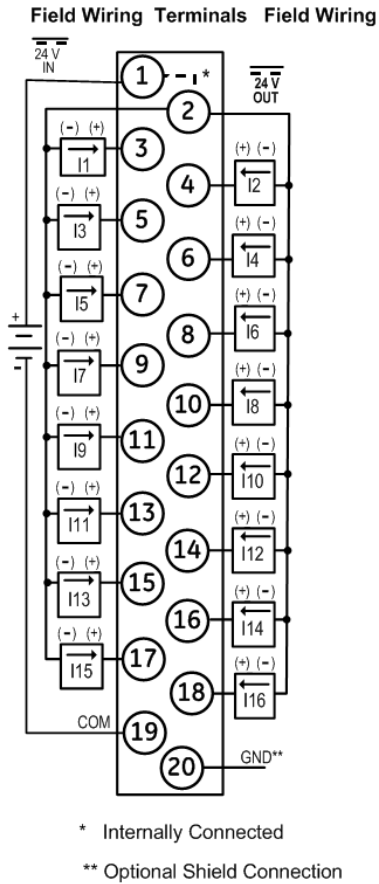 Field Wiring Terminals Field Wiring
24 V
IN
1
*
24 V
OUT
2
(-) (+)
I1
3
(+) (-)
I2
4
(-) (+)
I3
5
(+) (-)
I4
6
(-) (+)
I5
7
(+) (-)
I6
8
+
-
(-) (+)
I7
9
(+) (-)
I8
10
(-) (+)
I9
11
(+) (-)
I10
12
(-) (+)
I11
13
(+) (-)
I12
14
(-) (+)
I13
15
(+) (-)
I14
16
(-) (+)
I15
17
(+) (-)
I16
18
COM
19
20
GND**
* Internally Connected
** Optional Shield Connection